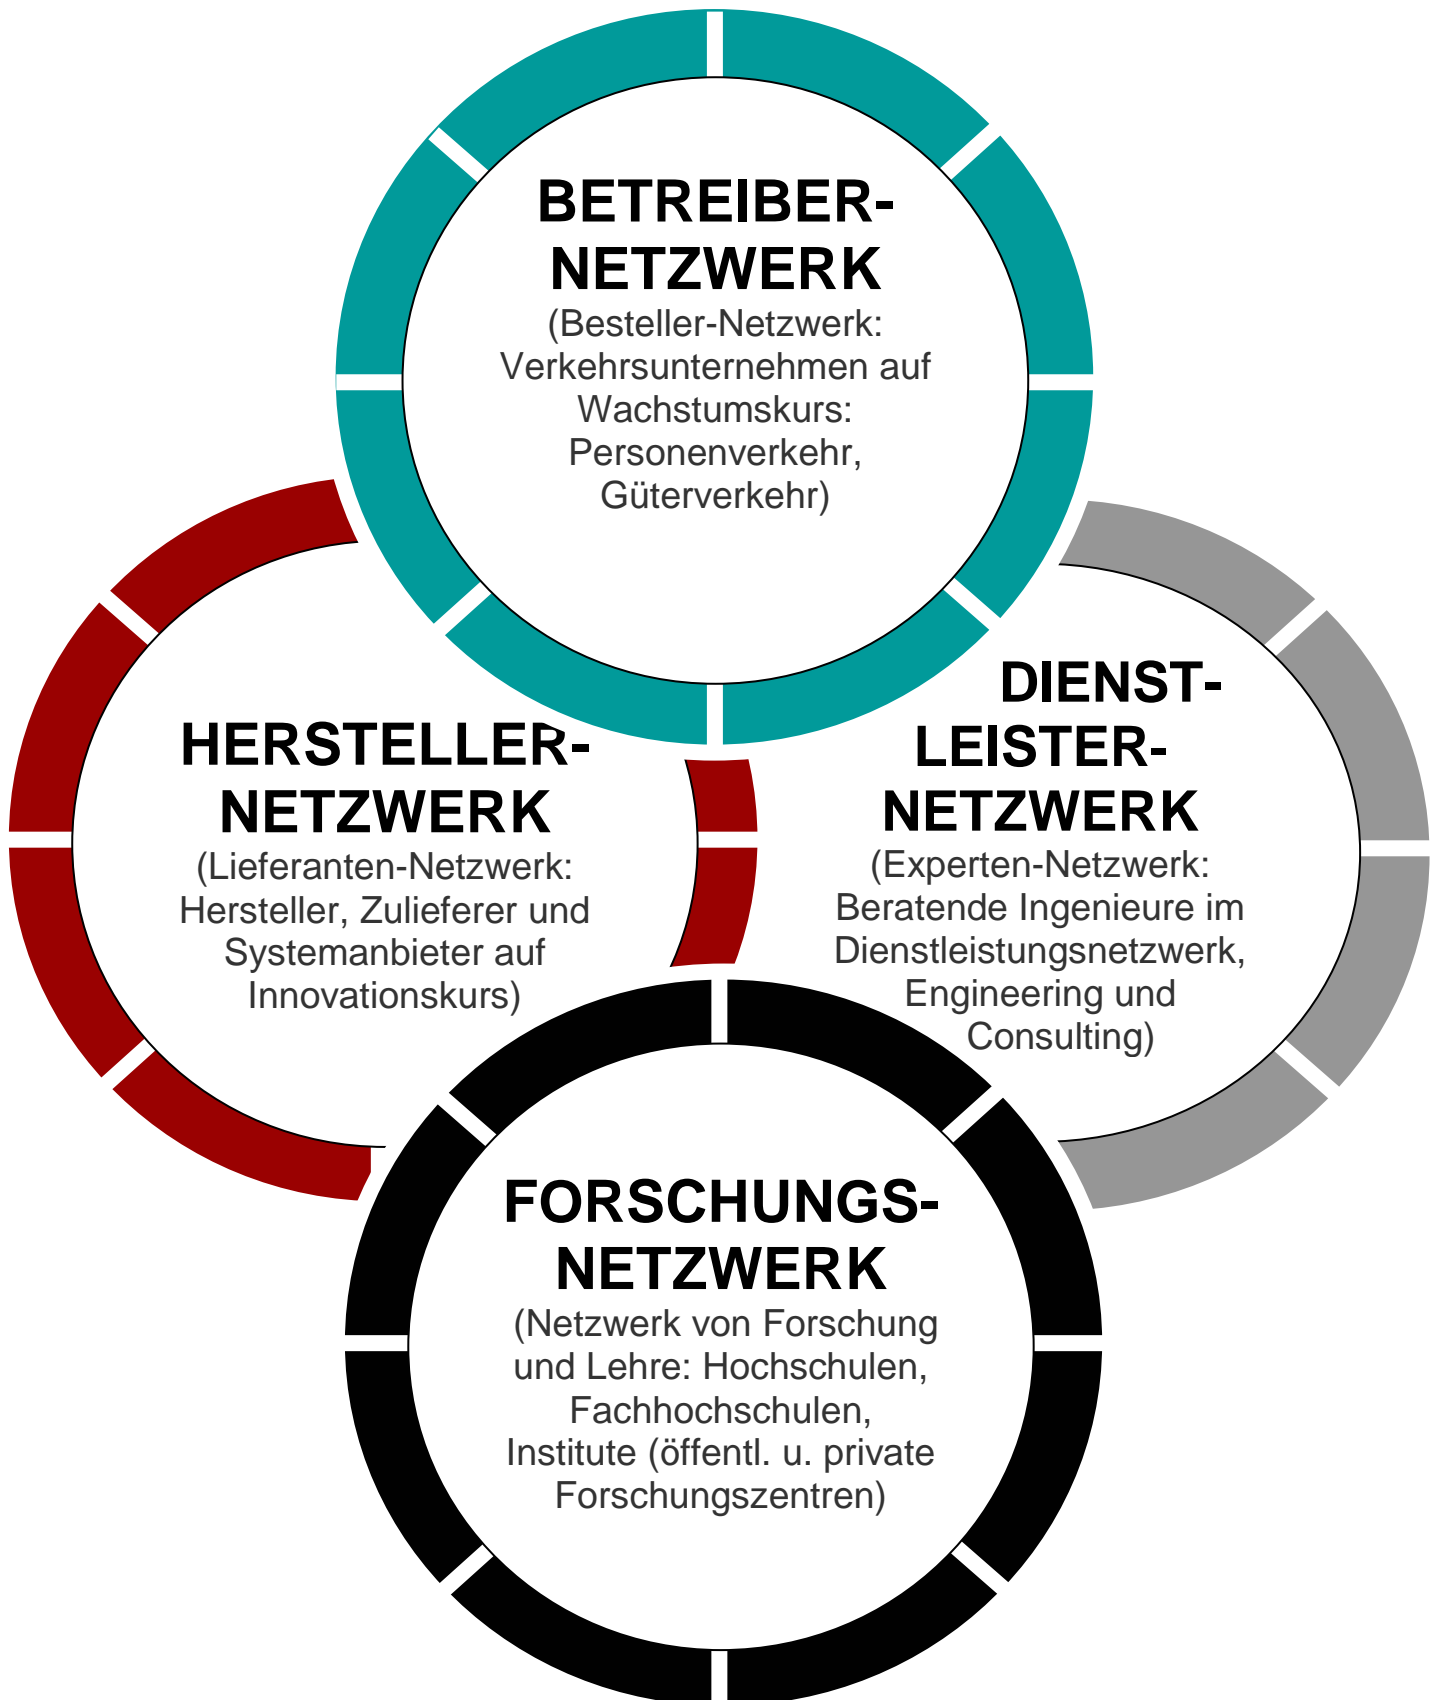 BETREIBER-
NETZWERK
(Besteller-Netzwerk:
Verkehrsunternehmen auf
Wachstumskurs:
Personenverkehr,
Güterverkehr)
HERSTELLER-
NETZWERK
(Lieferanten-Netzwerk:
Hersteller, Zulieferer und
Systemanbieter auf
Innovationskurs)
DIENST-
LEISTER-
NETZWERK
(Experten-Netzwerk:
Beratende Ingenieure im
Dienstleistungsnetzwerk,
Engineering und
Consulting)
FORSCHUNGS-
NETZWERK
(Netzwerk von Forschung
und Lehre: Hochschulen,
Fachhochschulen,
Institute (öffentl. u. private
Forschungszentren)